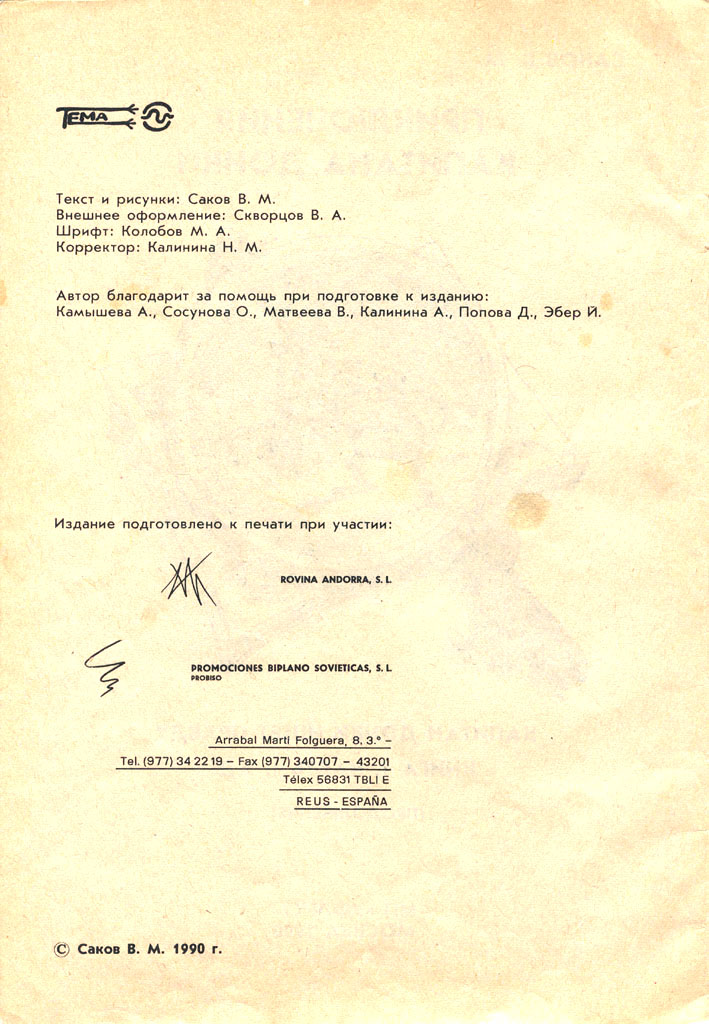 ТЕМА
Текст и рисунки: Саков В. М.
Внешнее оформление: Скворцов В. А.
Шрифт: Колобов М. А.
Корректор: Калинина Н. М.
Автор благодарит за помощь при подготовке к изданию:
Камышева А., Сосунова О., Матвеева В., Калинина А., Попова Д., Эбер Й.
Издание подготовлено к печати при участии:
ROVINA ANDORRA, S. L.
PROMOCIONES BIPLANO SOVIETICAS, S. L.
PROBISO
Arrabal Marti Folguera, 8, 3.° –
Tel. (977) 34 22 19 – Fax (977) 340707 – 43201
Télex 56831 TBLI E
REUS - ESPAÑA
© Саков В. М. 1990 г.